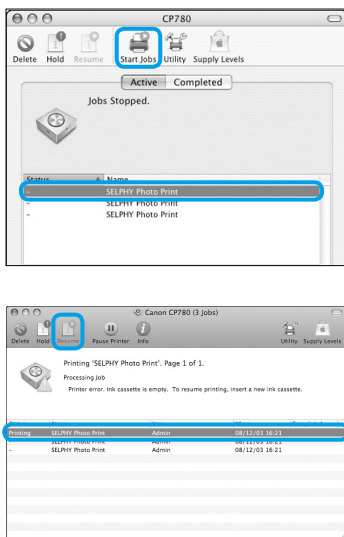 CP780
Delete Hold Resume Start Jobs Utility Supply Levels
Active Completed
Jobs Stopped.
Status Name
– SELPHY Photo Print
– SELPHY Photo Print
– SELPHY Photo Print
Canon CP780 (3 Jobs)
Delete Hold Resume Pause Printer Info Utility Supply Levels
Printing 'SELPHY Photo Print'. Page 1 of 1.
Processing Job
Printer error. Ink cassette is empty. To resume printing, insert a new ink cassette.
Printing SELPHY Photo Print Admin 08/12/03 16:21
SELPHY Photo Print Admin 08/12/03 16:21
- SELPHY Photo Print Admin 08/12/03 16:21